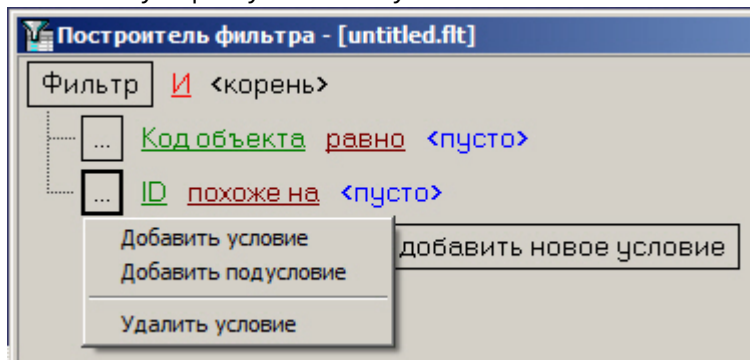 Построитель фильтра - [untitled.flt]
Фильтр И <корень>
... Код объекта равно <пусто>
... ID похоже на <пусто>
Добавить условие
добавить новое условие
Добавить подусловие
Удалить условие